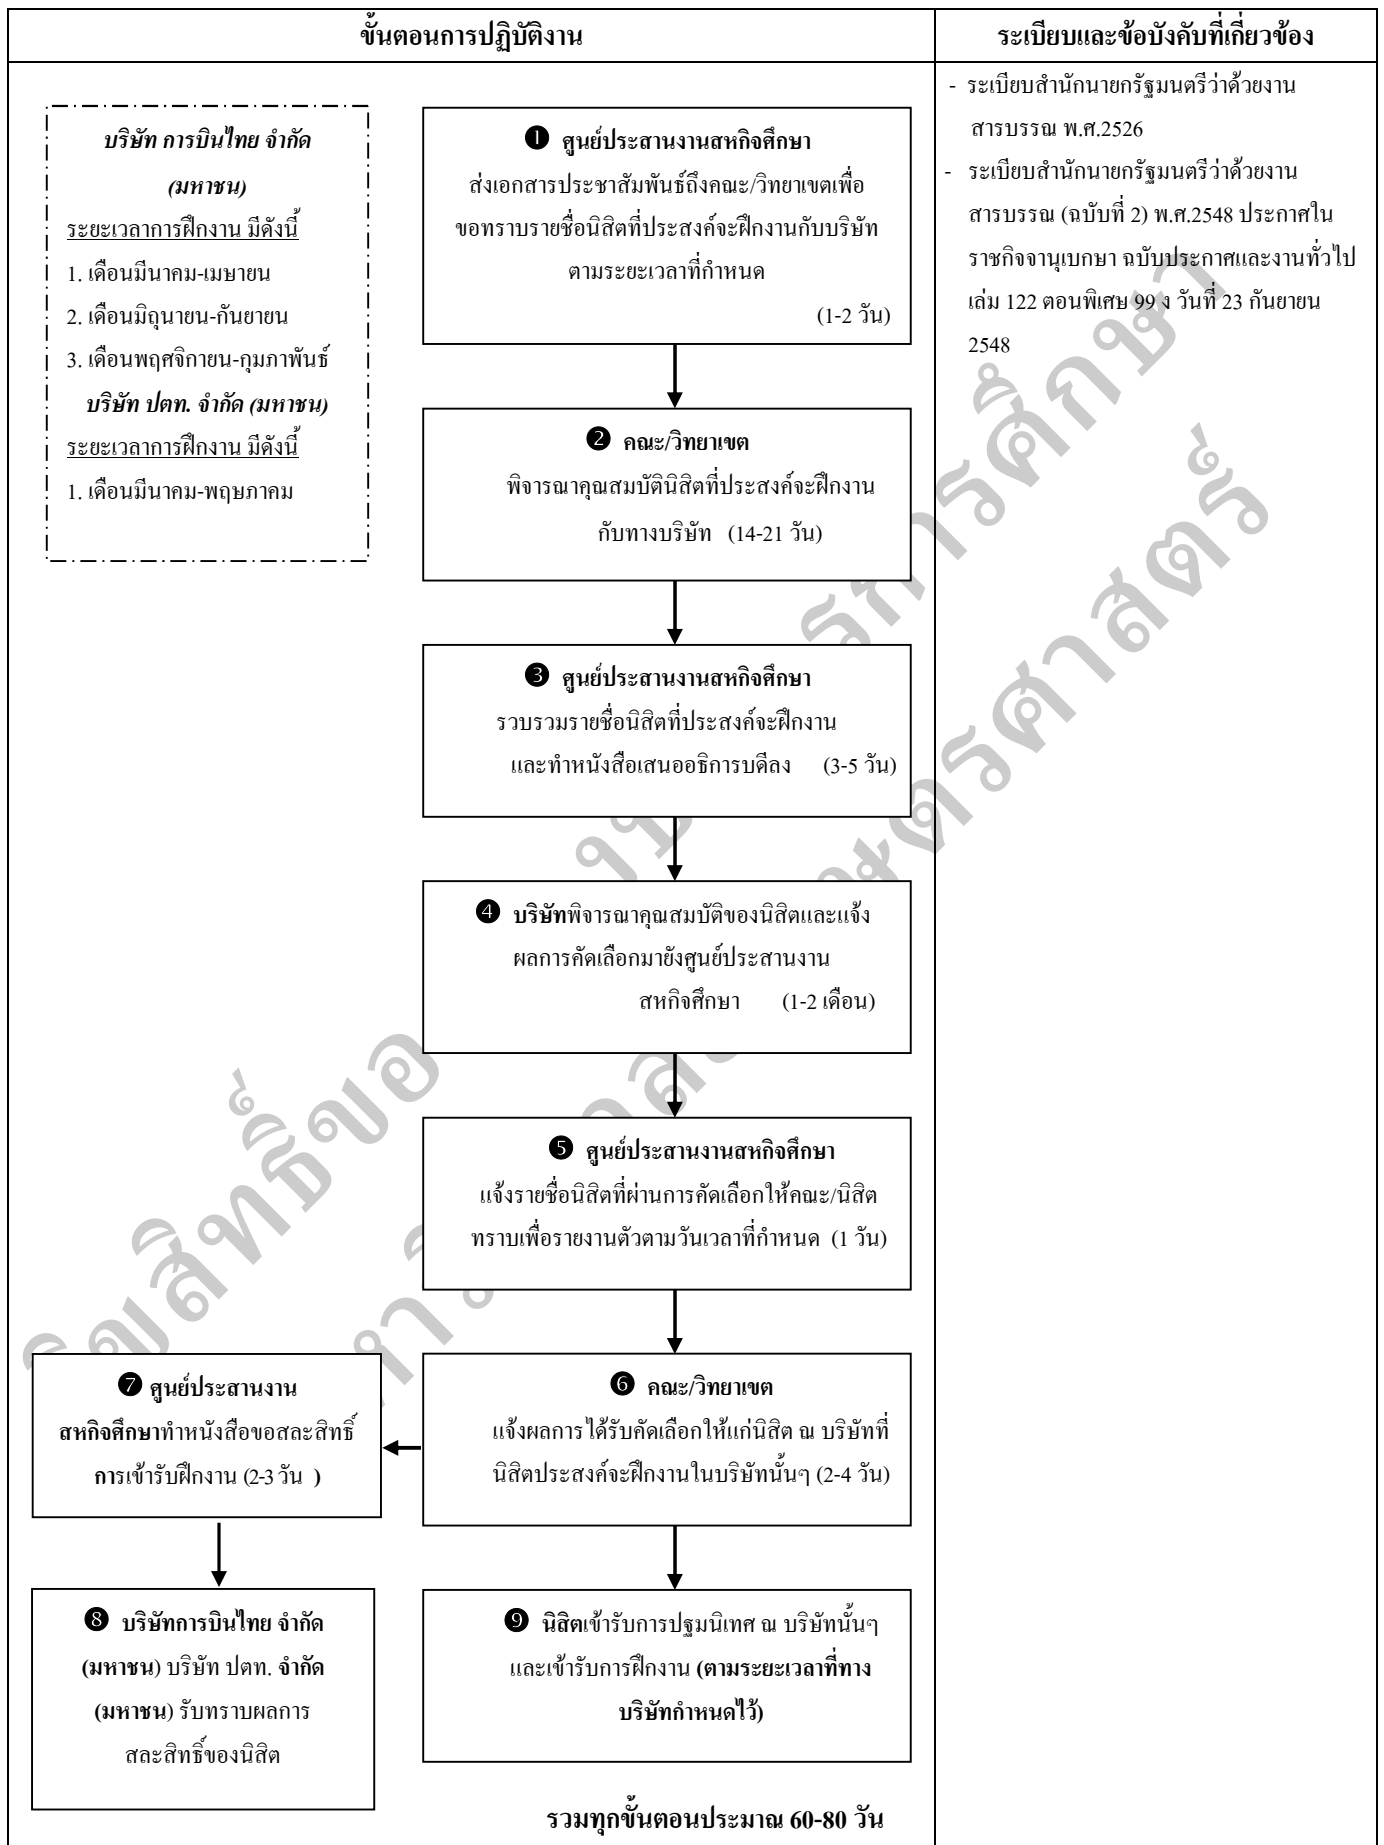 ขั้นตอนการปฏิบัติงาน
ระเบียบและข้อบังคับที่เกี่ยวข้อง
บริษัท การบินไทย จำกัด
(มหาชน)
ระยะเวลาการฝึกงาน มีดังนี้
1. เดือนมีนาคม-เมษายน
2. เดือนมิถุนายน-กันยายน
3. เดือนพฤศจิกายน-กุมภาพันธ์
บริษัท ปตท. จำกัด (มหาชน)
ระยะเวลาการฝึกงาน มีดังนี้
1. เดือนมีนาคม-พฤษภาคม
❶ ศูนย์ประสานงานสหกิจศึกษา
ส่งเอกสารประชาสัมพันธ์ถึงคณะ/วิทยาเขตเพื่อ
ขอทราบรายชื่อนิสิตที่ประสงค์จะฝึกงานกับบริษัท
ตามระยะเวลาที่กำหนด
(1-2 วัน)
❷ คณะ/วิทยาเขต
พิจารณาคุณสมบัตินิสิตที่ประสงค์จะฝึกงาน
กับทางบริษัท (14-21 วัน)
❸ ศูนย์ประสานงานสหกิจศึกษา
รวบรวมรายชื่อนิสิตที่ประสงค์จะฝึกงาน
และทำหนังสือเสนออธิการบดีลง (3-5 วัน)
❹ บริษัทพิจารณาคุณสมบัติของนิสิตและแจ้ง
ผลการคัดเลือกมายังศูนย์ประสานงาน
สหกิจศึกษา (1-2 เดือน)
❺ ศูนย์ประสานงานสหกิจศึกษา
แจ้งรายชื่อนิสิตที่ผ่านการคัดเลือกให้คณะ/นิสิต
ทราบเพื่อรายงานตัวตามวันเวลาที่กำหนด (1 วัน)
❻ คณะ/วิทยาเขต
แจ้งผลการได้รับคัดเลือกให้แก่นิสิต ณ บริษัทที่
นิสิตประสงค์จะฝึกงานในบริษัทนั้นๆ (2-4 วัน)
❼ ศูนย์ประสานงาน
สหกิจศึกษาทำหนังสือขอสละสิทธิ์
การเข้ารับฝึกงาน (2-3 วัน )
❽ บริษัทการบินไทย จำกัด
(มหาชน) บริษัท ปตท. จำกัด
(มหาชน) รับทราบผลการ
สละสิทธิ์ของนิสิต
❾ นิสิตเข้ารับการปฐมนิเทศ ณ บริษัทนั้นๆ
และเข้ารับการฝึกงาน (ตามระยะเวลาที่ทาง
บริษัทกำหนดไว้)
รวมทุกขั้นตอนประมาณ 60-80 วัน
- ระเบียบสำนักนายกรัฐมนตรีว่าด้วยงาน
สารบรรณ พ.ศ.2526
- ระเบียบสำนักนายกรัฐมนตรีว่าด้วยงาน
สารบรรณ (ฉบับที่ 2) พ.ศ.2548 ประกาศใน
ราชกิจจานุเบกษา ฉบับประกาศและงานทั่วไป
เล่ม 122 ตอนพิเศษ 99 ง วันที่ 23 กันยายน
2548